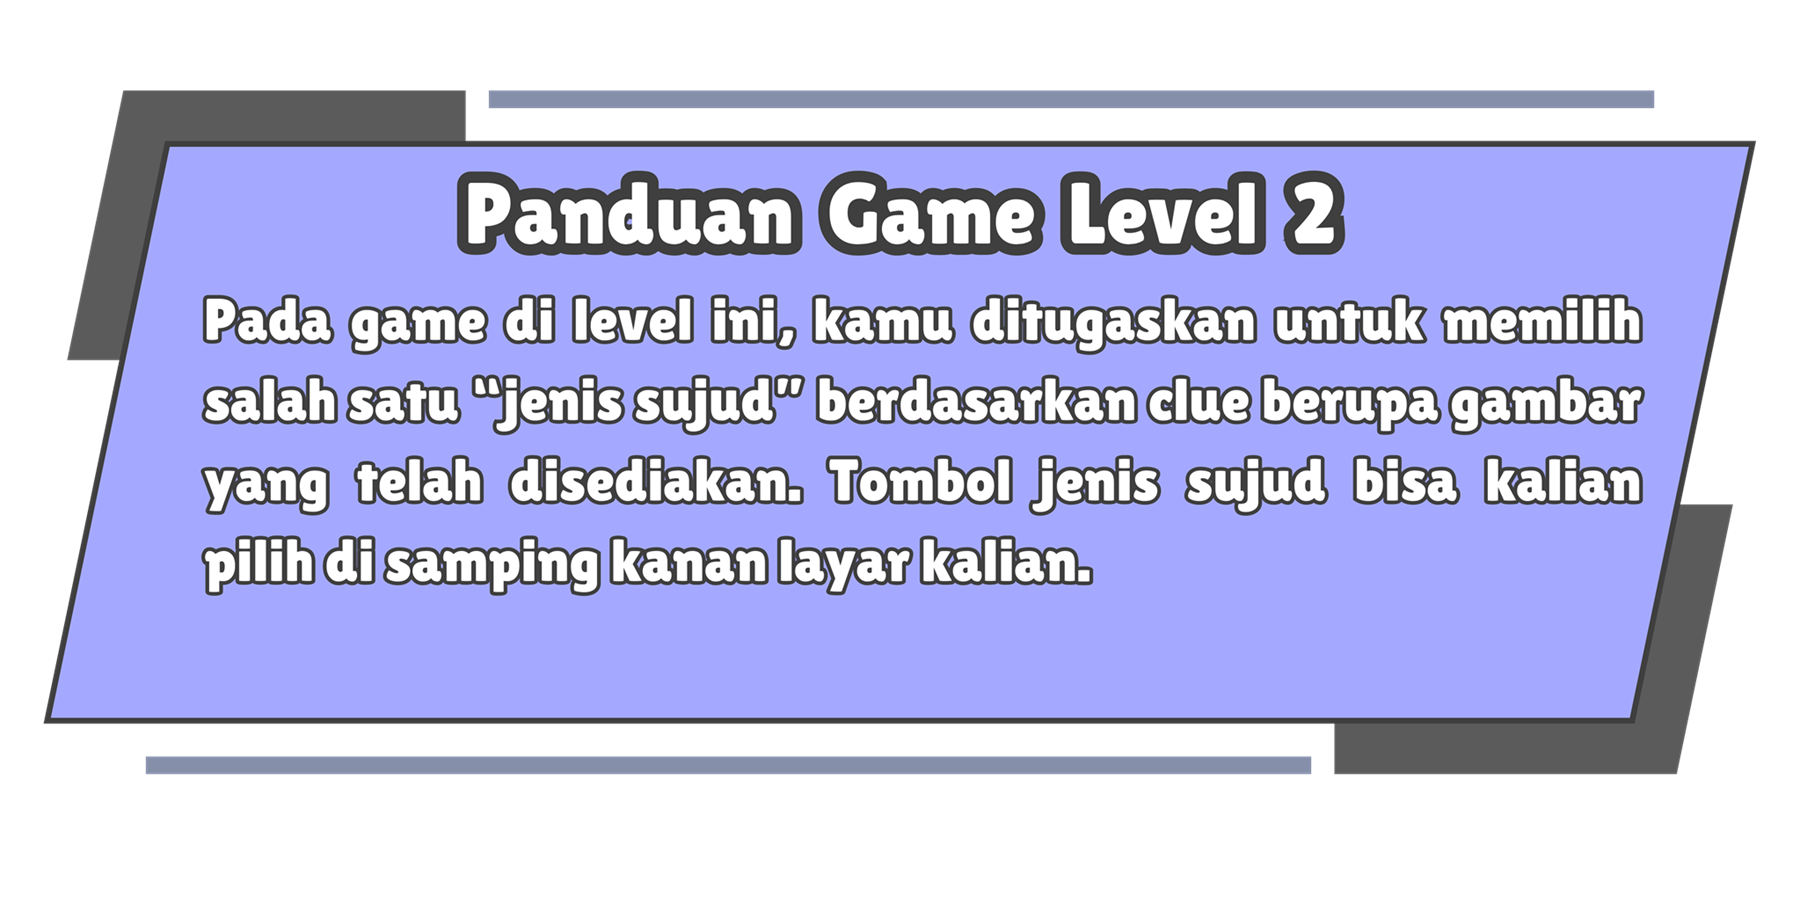 Panduan Game Level 2
Pada game di level ini, kamu ditugaskan untuk memilih
salah satu “jenis sujud” berdasarkan clue berupa gambar
yang telah disediakan. Tombol jenis sujud bisa kalian
pilih di samping kanan layar kalian.